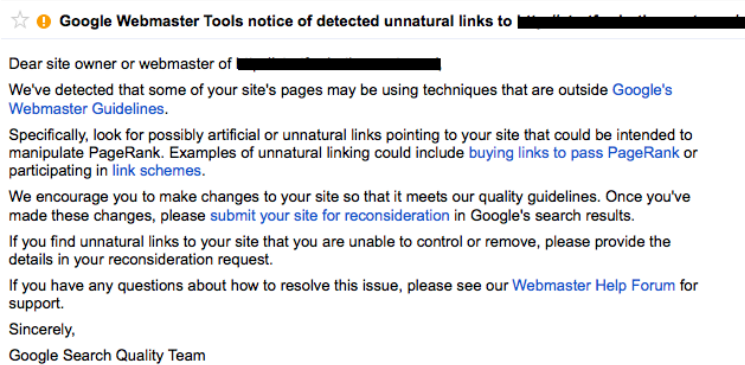 Google Webmaster Tools notice of detected unnatural links to
Dear site owner or webmaster of
We've detected that some of your site's pages may be using techniques that are outside Google's
Webmaster Guidelines.
Specifically, look for possibly artificial or unnatural links pointing to your site that could be intended to
manipulate PageRank. Examples of unnatural linking could include buying links to pass PageRank or
participating in link schemes.
We encourage you to make changes to your site so that it meets our quality guidelines. Once you've
made these changes, please submit your site for reconsideration in Google's search results.
If you find unnatural links to your site that you are unable to control or remove, please provide the
details in your reconsideration request.
If you have any questions about how to resolve this issue, please see our Webmaster Help Forum for
support.
Sincerely,
Google Search Quality Team